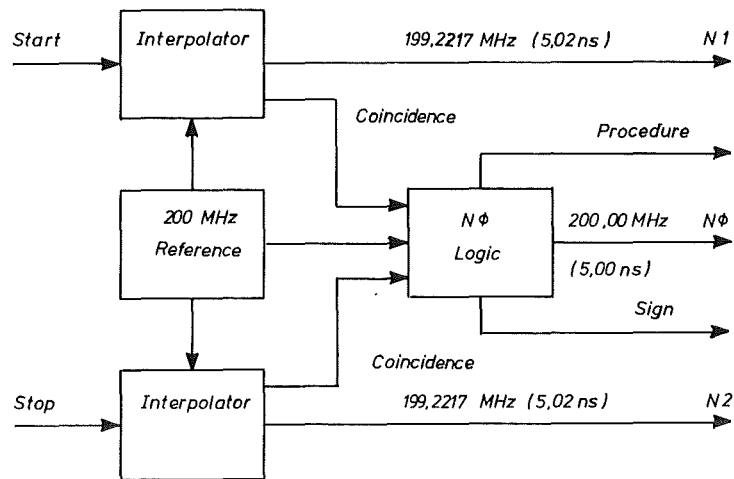 Start
Interpolator
199,2217 MHz (5,02 ns)
N1
Coincidence
Procedure
200 MHz
Reference
NΦ
Logic
200,00 MHz
NΦ
(5,00 ns)
Sign
Coincidence
Stop
Interpolator
199,2217 MHz (5,02 ns)
N2